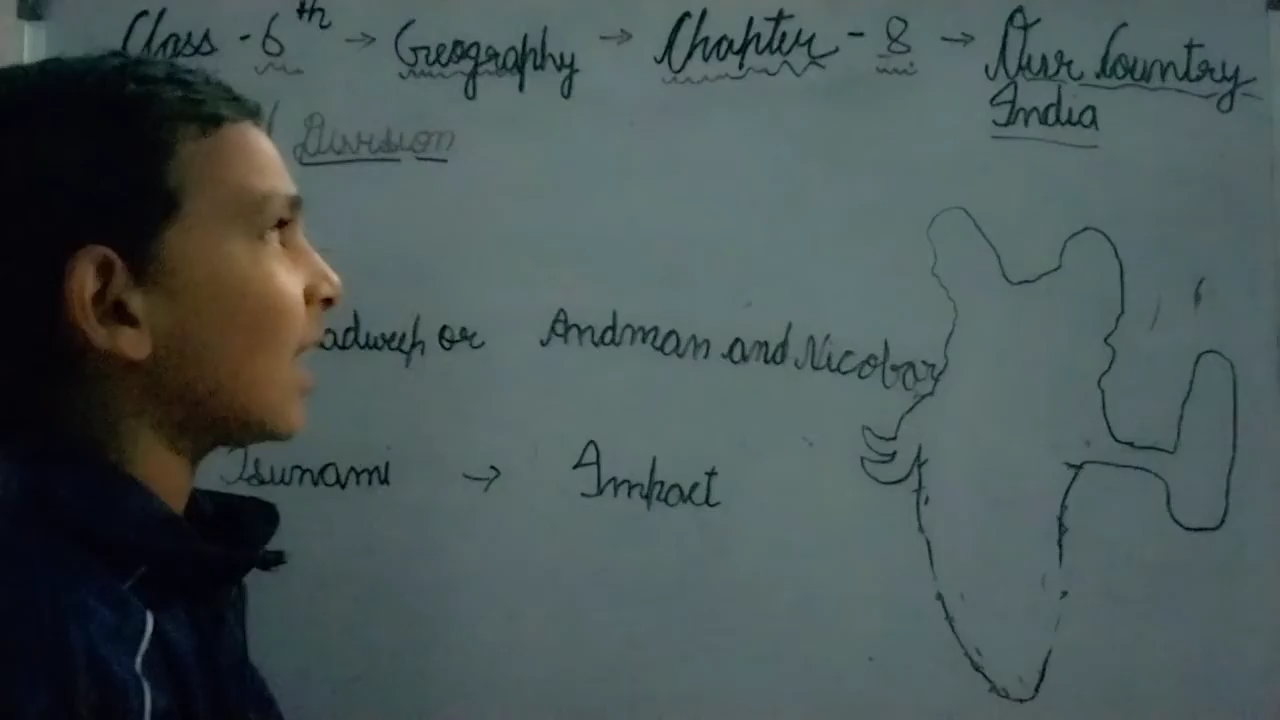 Class - 6th → Geography → Chapter - 8 → Our Country
India
Division
adweep or Andman and Nicobar
Tsunami → Impact